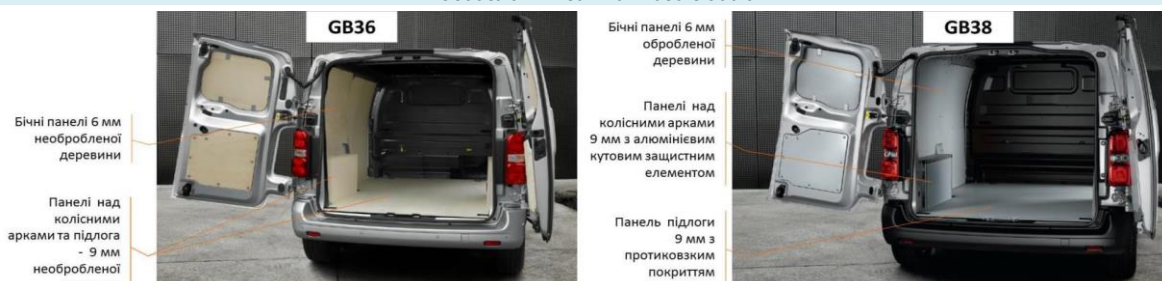 GB36
Бічні панелі 6 мм
необробленої
деревини
Панелі над
колісними
арками та підлога
- 9 мм
необробленої
Бічні панелі 6 мм
обробленої
деревини
GB38
Панелі над
колісними арками
9 мм з алюмінієвим
кутовим защистним
елементом
Панель підлоги
9 мм з
протиковзким
покриттям